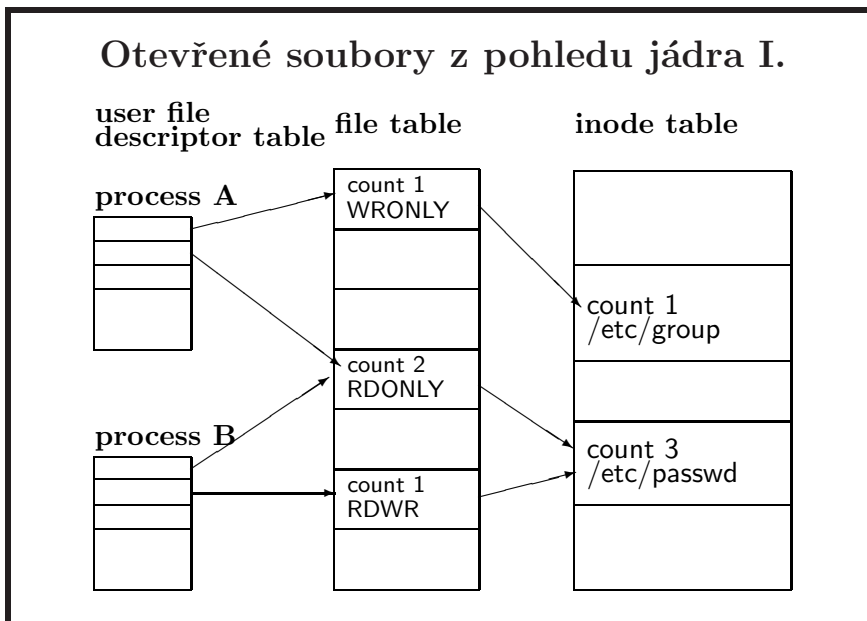 Otevřené soubory z pohledu jádra I.
user file
descriptor table
file table
inode table
process A
count 1
WRONLY
count 1
/etc/group
count 2
RDONLY
process B
count 3
/etc/passwd
count 1
RDWR